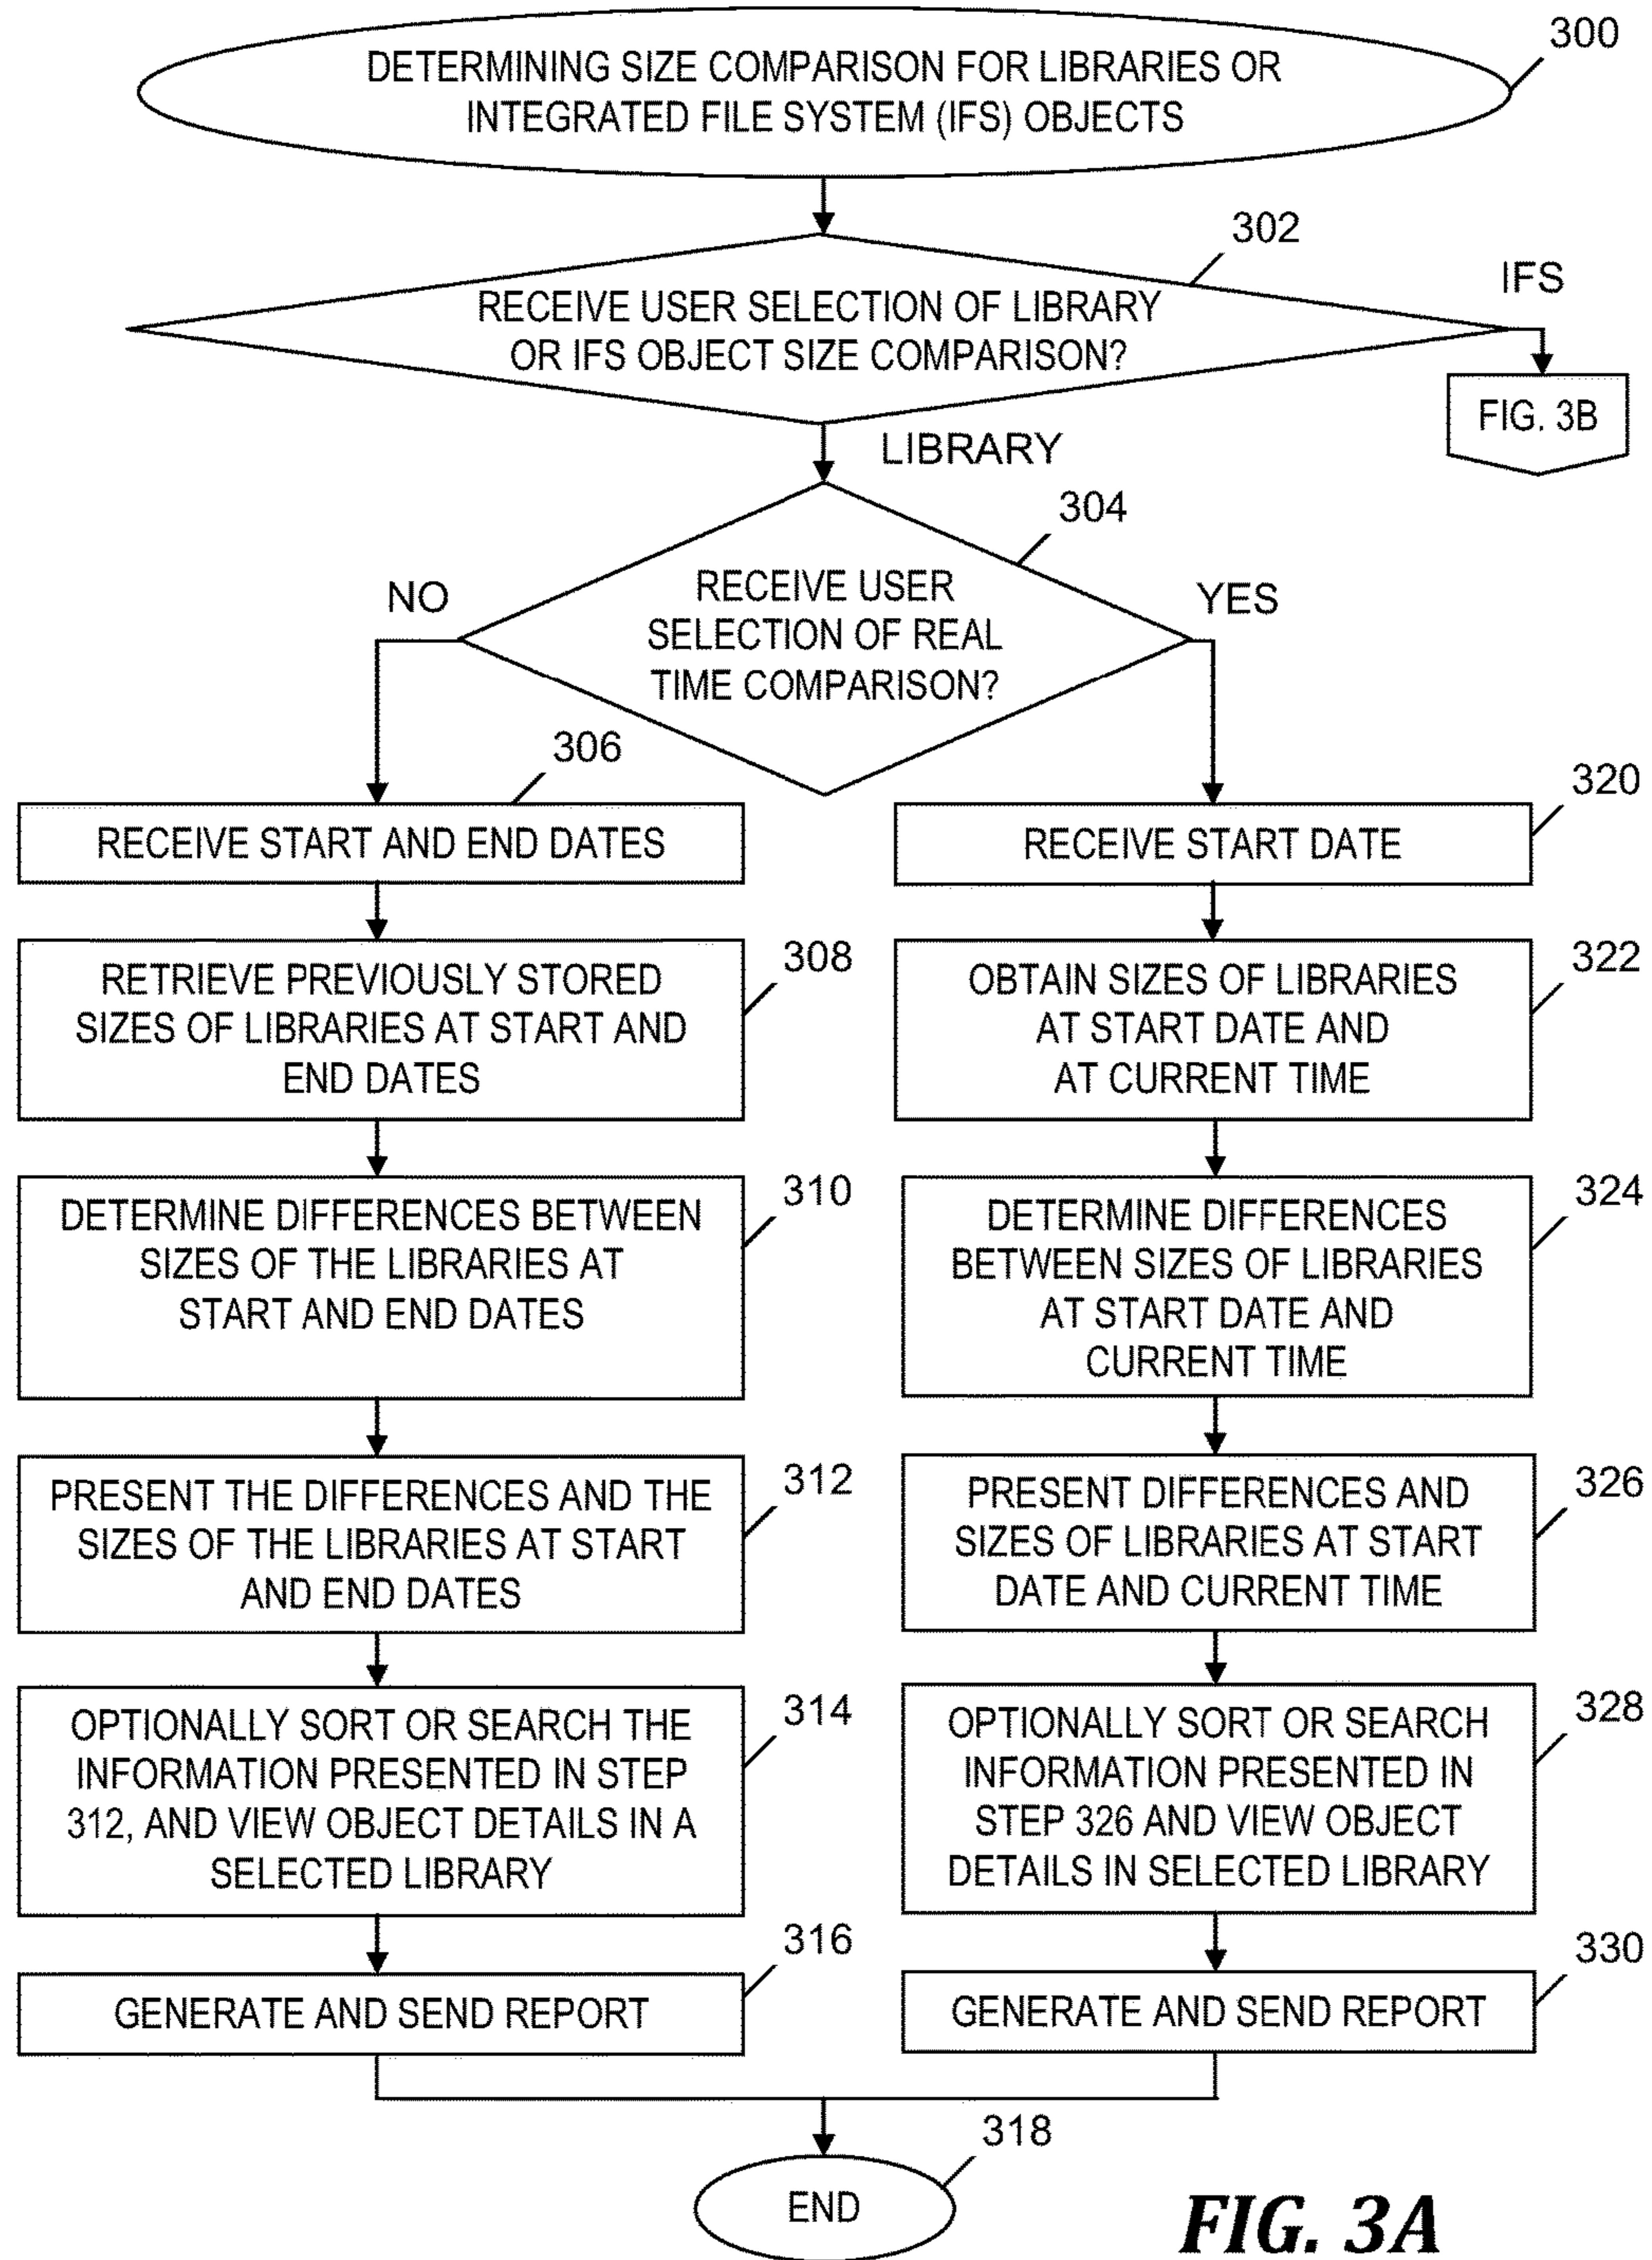 300
DETERMINING SIZE COMPARISON FOR LIBRARIES OR
INTEGRATED FILE SYSTEM (IFS) OBJECTS
302
IFS
RECEIVE USER SELECTION OF LIBRARY
OR IFS OBJECT SIZE COMPARISON?
FIG. 3B
LIBRARY
304
NO
YES
RECEIVE USER
SELECTION OF REAL
TIME COMPARISON?
306
RECEIVE START AND END DATES
308
RETRIEVE PREVIOUSLY STORED
SIZES OF LIBRARIES AT START AND
END DATES
310
DETERMINE DIFFERENCES BETWEEN
SIZES OF THE LIBRARIES AT
START AND END DATES
312
PRESENT THE DIFFERENCES AND THE
SIZES OF THE LIBRARIES AT START
AND END DATES
314
OPTIONALLY SORT OR SEARCH THE
INFORMATION PRESENTED IN STEP
312, AND VIEW OBJECT DETAILS IN A
SELECTED LIBRARY
316
GENERATE AND SEND REPORT
320
RECEIVE START DATE
322
OBTAIN SIZES OF LIBRARIES
AT START DATE AND
AT CURRENT TIME
324
DETERMINE DIFFERENCES
BETWEEN SIZES OF LIBRARIES
AT START DATE AND
CURRENT TIME
326
PRESENT DIFFERENCES AND
SIZES OF LIBRARIES AT START
DATE AND CURRENT TIME
328
OPTIONALLY SORT OR SEARCH
INFORMATION PRESENTED IN
STEP 326 AND VIEW OBJECT
DETAILS IN SELECTED LIBRARY
330
GENERATE AND SEND REPORT
318
END
FIG. 3A